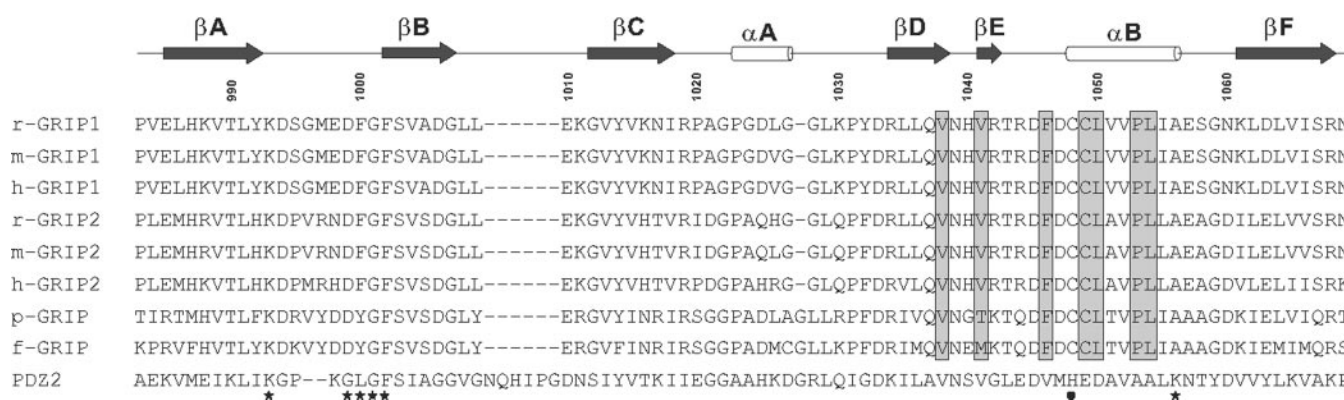 βA βB βC αA βD βE αB βF
990 1000 1010 1020 1030 1040 1050 1060
r-GRIP1 PVELHKVTLYKDSGMEDFGFSVADGLL------EKGVYVKNIRPAGPGDLG-GLKPYDRLLQVNHVRTRDFDCCLVVPLIAESGNKLDLVISRN
m-GRIP1 PVELHKVTLYKDSGMEDFGFSVADGLL------EKGVYVKNIRPAGPGDVG-GLKPYDRLLQVNHVRTRDFDCCLVVPLIAESGNKLDLVISRN
h-GRIP1 PVELHKVTLYKDSGMEDFGFSVADGLL------EKGVYVKNIRPAGPGDVG-GLKPYDRLLQVNHVRTRDFDCCLVVPLIAESGNKLDLVISRN
r-GRIP2 PLEMHRVTLHKDPVRNDFGFSVSDGLL------EKGVYVHTVRIDGPAQHG-GLQPFDRLLQVNHVRTRDFDCCLAVPLLAEAGDILELVVSRN
m-GRIP2 PLEMHRVTLHKDPVRNDFGFSVSDGLL------EKGVYVHTVRIDGPAQLG-GLQPFDRLLQVNHVRTRDFDCCLAVPLLAEAGDILELVVSRN
h-GRIP2 PLEMHRVTLHKDPMRHDFGFSVSDGLL------EKGVYVHTVRPDGPAHRG-GLQPFDRVLQVNHVRTRDFDCCLAVPLLAEAGDVLELIISRK
p-GRIP TIRTMHVTLFKDRVYDDYGFSVSDGLY------ERGVYINRIRSGGPADLAGLLRPFDRIVQVNGTKTQDFDCCLTVPLIAAAGDKIELVIQRT
f-GRIP KPRVFHVTLYKDKVYDDYGFSVSDGLY------ERGVFINRIRSGGPADMCGLLKPFDRIMQVNEMKTQDFDCCLTVPLIAAAGDKIEMIMQRS
PDZ2 AEKVMEIKLIKGP--KGLGFSIAGGVGNQHIPGDNSIYVTKIIEGGAAHKDGRLQIGDKILAVNSVGLEDVMHEDAVAALKNTYDVVYLKVAKP